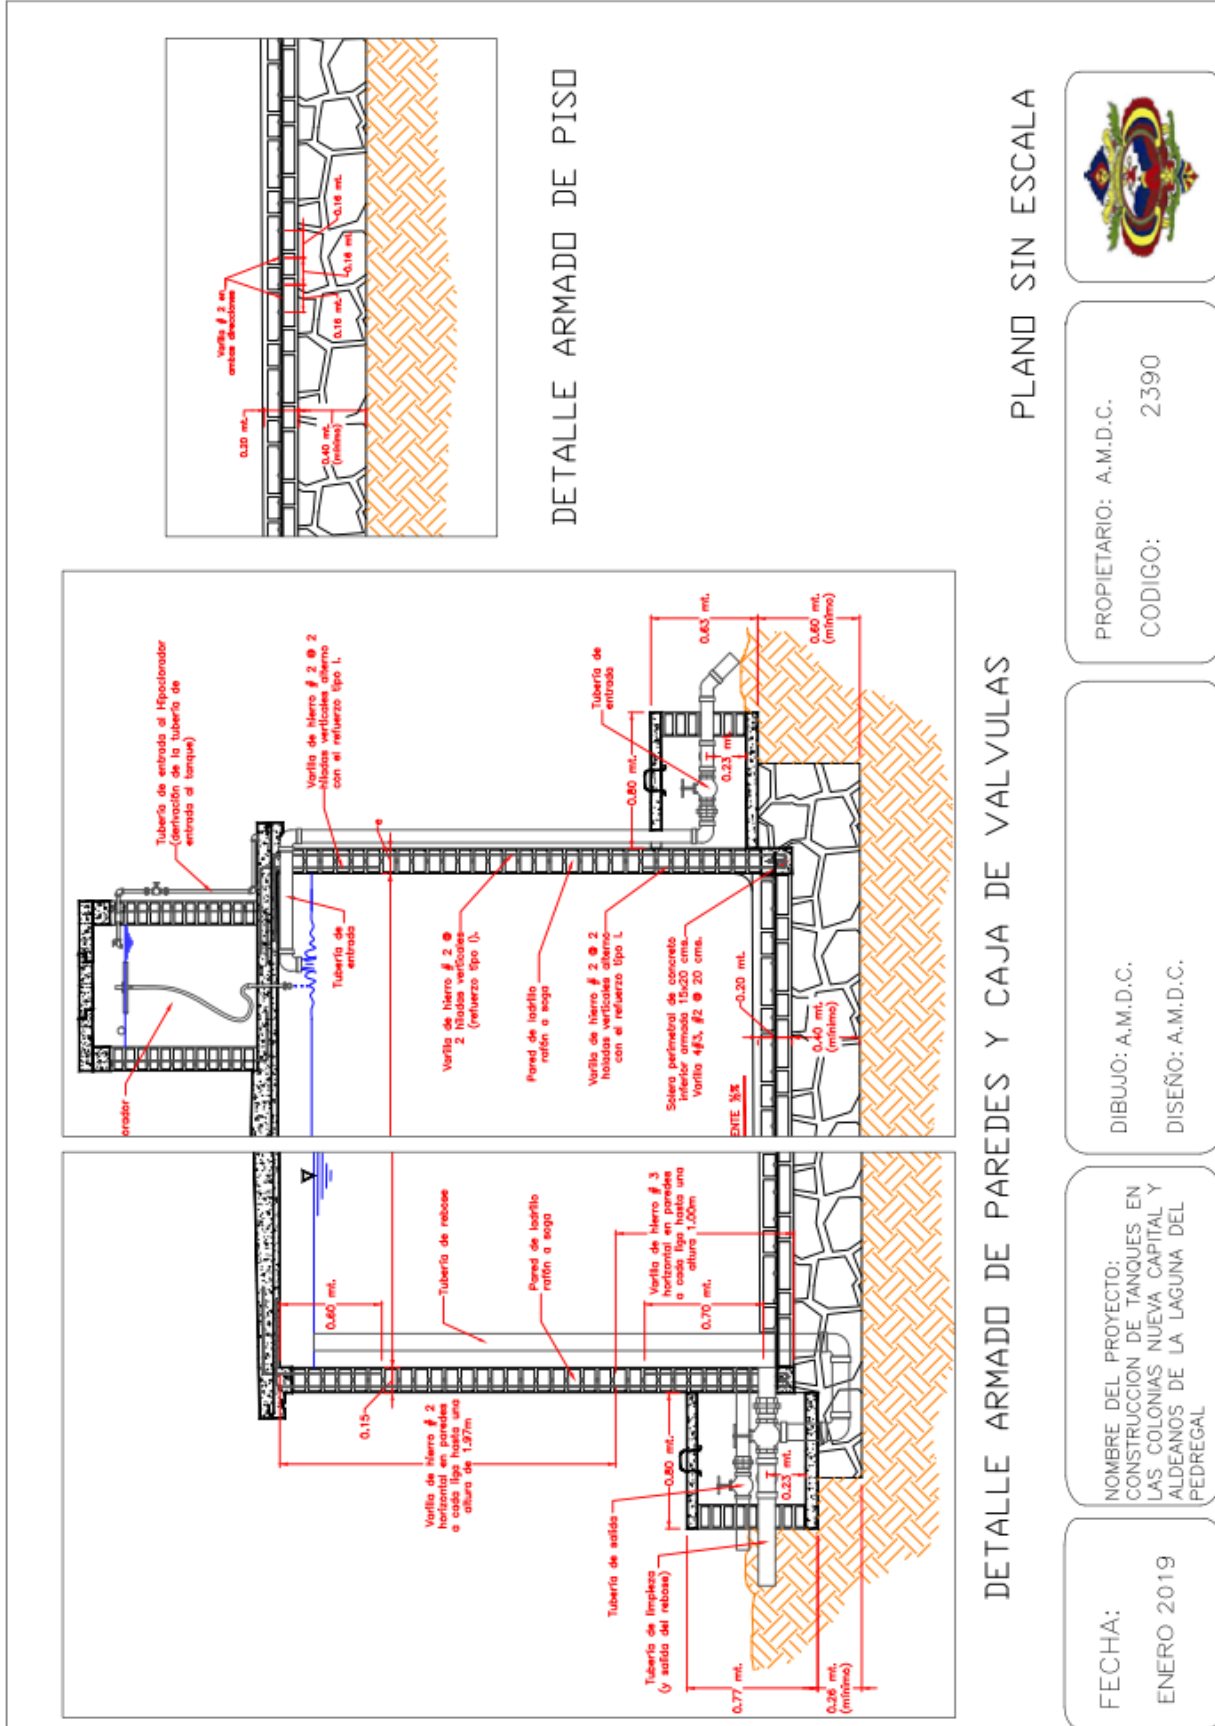 Tubería de entrada al Hipoclorador
(derivación de la tubería de
entrada al tanque)
orador
Varilla de hierro # 2 @ 2
hiladas verticales alterno
con el refuerzo tipo I.
Tubería de
entrada
e
Varilla de hierro # 2 @
2 hiladas verticales
(refuerzo tipo I).
Pared de ladrillo
rafón a soga
Varilla de hierro # 2 @ 2
holadas verticales alterno
con el refuerzo tipo I.
Solera perimetral de concreto
inferior armada 15x20 cms.
Varilla 4#3, #2 @ 20 cms.
ENTE ½%
0.20 mt.
0.40 mt.
(mínimo)
Tubería de
entrada
0.80 mt.
0.23 mt.
0.63 mt.
0.60 mt.
(mínimo)
0.60 mt.
Tubería de rebose
0.15
Varilla de hierro # 2
horizontal en paredes
a cada liga hasta una
altura de 1.97m
Pared de ladrillo
rafón a soga
Varilla de hierro # 3
horizontal en paredes
a cada liga hasta una
altura 1.00m
0.70 mt.
0.80 mt.
0.23 mt.
Tubería de salida
Tubería de limpieza
(y salida del rebose)
0.77 mt.
0.26 mt.
(mínimo)
DETALLE ARMADO DE PAREDES Y CAJA DE VALVULAS
Varilla # 2 en
ambas direcciones
0.20 mt.
0.40 mt.
(mínimo)
0.16 mt.
0.16 mt.
0.16 mt.
DETALLE ARMADO DE PISO
PLANO SIN ESCALA
FECHA:
ENERO 2019
NOMBRE DEL PROYECTO:
CONSTRUCCION DE TANQUES EN
LAS COLONIAS NUEVA CAPITAL Y
ALDEANOS DE LA LAGUNA DEL
PEDREGAL
DIBUJO: A.M.D.C.
DISEÑO: A.M.D.C.
PROPIETARIO: A.M.D.C.
CODIGO: 2390